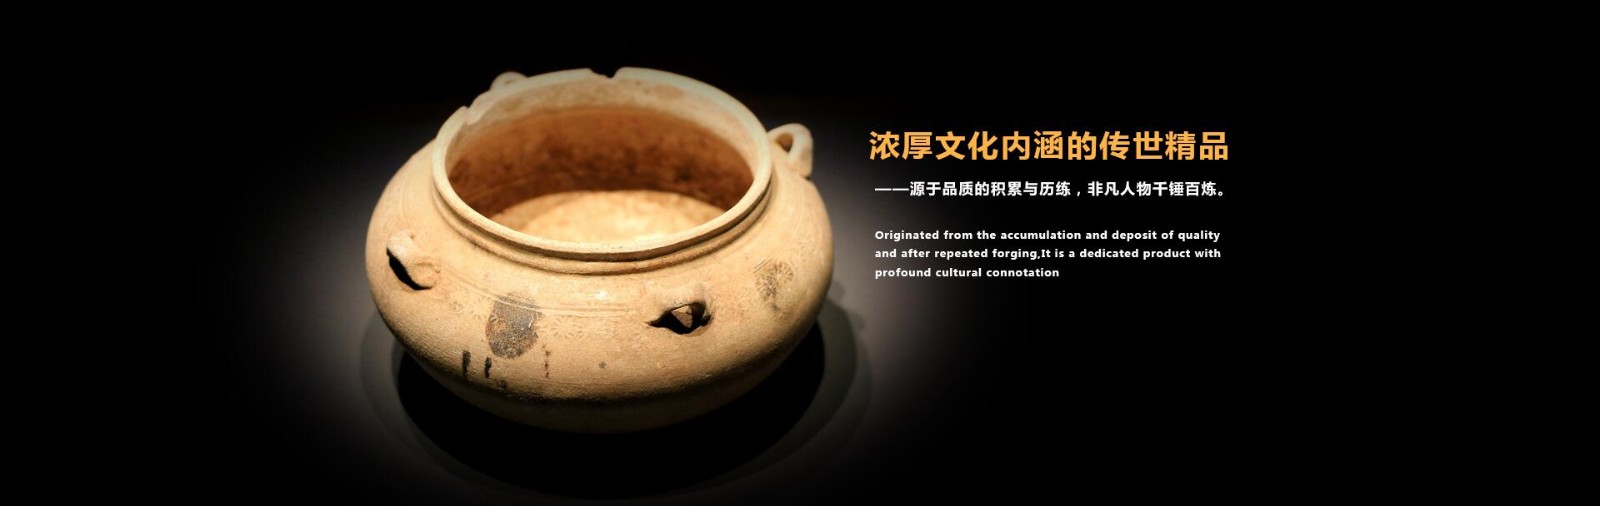 浓厚文化内涵的传世精品
——源于品质的积累与历练，非凡人物千锤百炼。
Originated from the accumulation and deposit of quality
and after repeated forging,It is a dedicated product with
profound cultural connotation